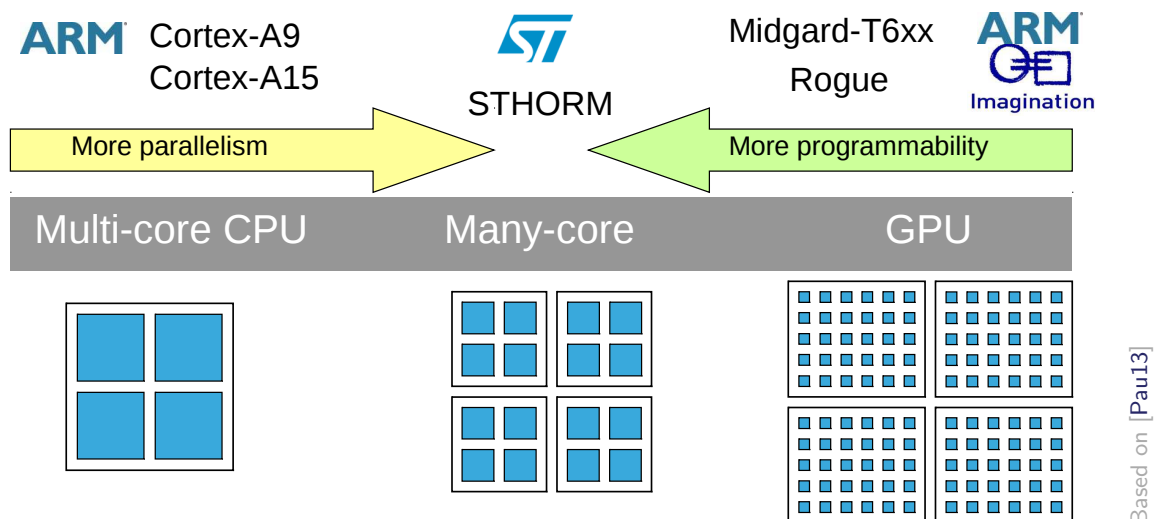 ARM
Cortex-A9
Cortex-A15
ST
STHORM
Midgard-T6xx
Rogue
ARM
Imagination
More parallelism
More programmability
Multi-core CPU
Many-core
GPU
Based on [Pau13]